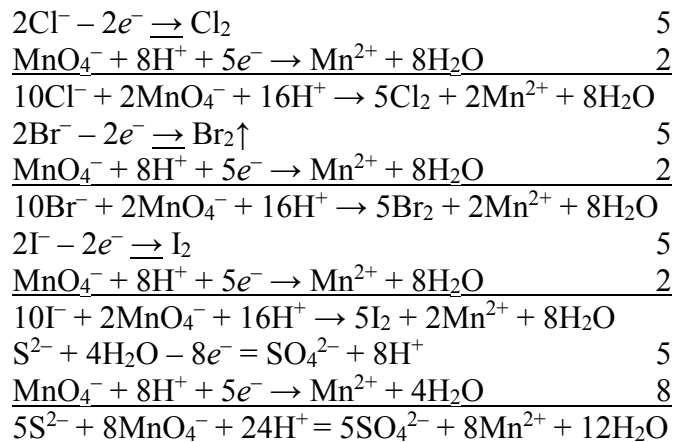 2Cl⁻ – 2e⁻ → Cl₂ 5
MnO₄⁻ + 8H⁺ + 5e⁻ → Mn²⁺ + 8H₂O 2
10Cl⁻ + 2MnO₄⁻ + 16H⁺ → 5Cl₂ + 2Mn²⁺ + 8H₂O
2Br⁻ – 2e⁻ → Br₂↑ 5
MnO₄⁻ + 8H⁺ + 5e⁻ → Mn²⁺ + 8H₂O 2
10Br⁻ + 2MnO₄⁻ + 16H⁺ → 5Br₂ + 2Mn²⁺ + 8H₂O
2I⁻ – 2e⁻ → I₂ 5
MnO₄⁻ + 8H⁺ + 5e⁻ → Mn²⁺ + 8H₂O 2
10I⁻ + 2MnO₄⁻ + 16H⁺ → 5I₂ + 2Mn²⁺ + 8H₂O
S²⁻ + 4H₂O – 8e⁻ = SO₄²⁻ + 8H⁺ 5
MnO₄⁻ + 8H⁺ + 5e⁻ → Mn²⁺ + 4H₂O 8
5S²⁻ + 8MnO₄⁻ + 24H⁺ = 5SO₄²⁻ + 8Mn²⁺ + 12H₂O